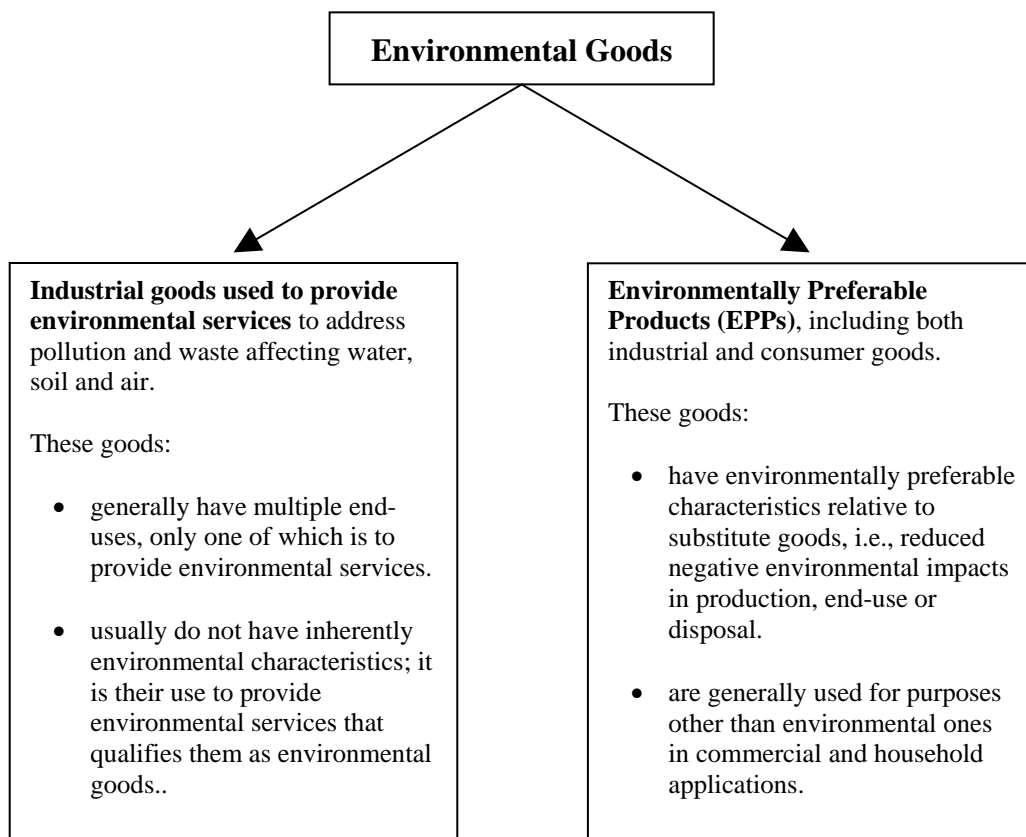 Environmental Goods
Industrial goods used to provide
environmental services to address
pollution and waste affecting water,
soil and air.
These goods:
• generally have multiple end-
uses, only one of which is to
provide environmental services.
• usually do not have inherently
environmental characteristics; it
is their use to provide
environmental services that
qualifies them as environmental
goods..
Environmentally Preferable
Products (EPPs), including both
industrial and consumer goods.
These goods:
• have environmentally preferable
characteristics relative to
substitute goods, i.e., reduced
negative environmental impacts
in production, end-use or
disposal.
• are generally used for purposes
other than environmental ones
in commercial and household
applications.